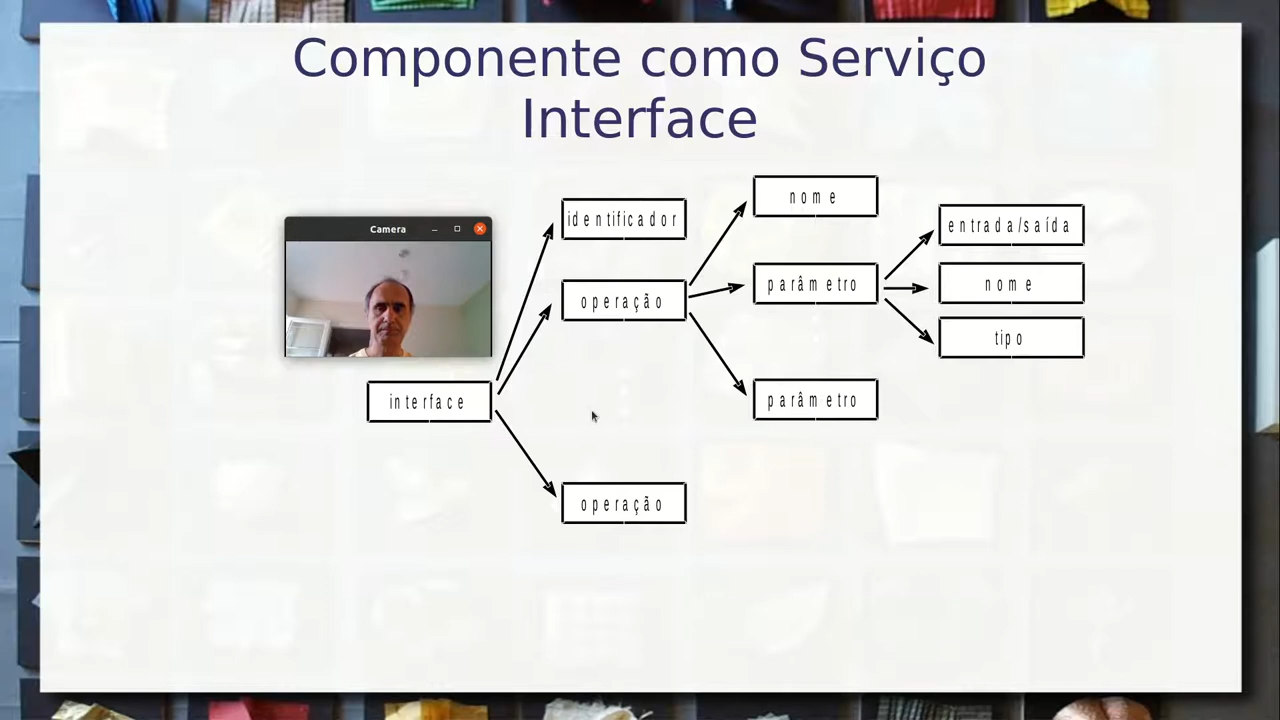 Componente como Serviço
Interface
Camera
identificador
operação
interface
operação
nome
parâmetro
parâmetro
entrada/saída
nome
tipo